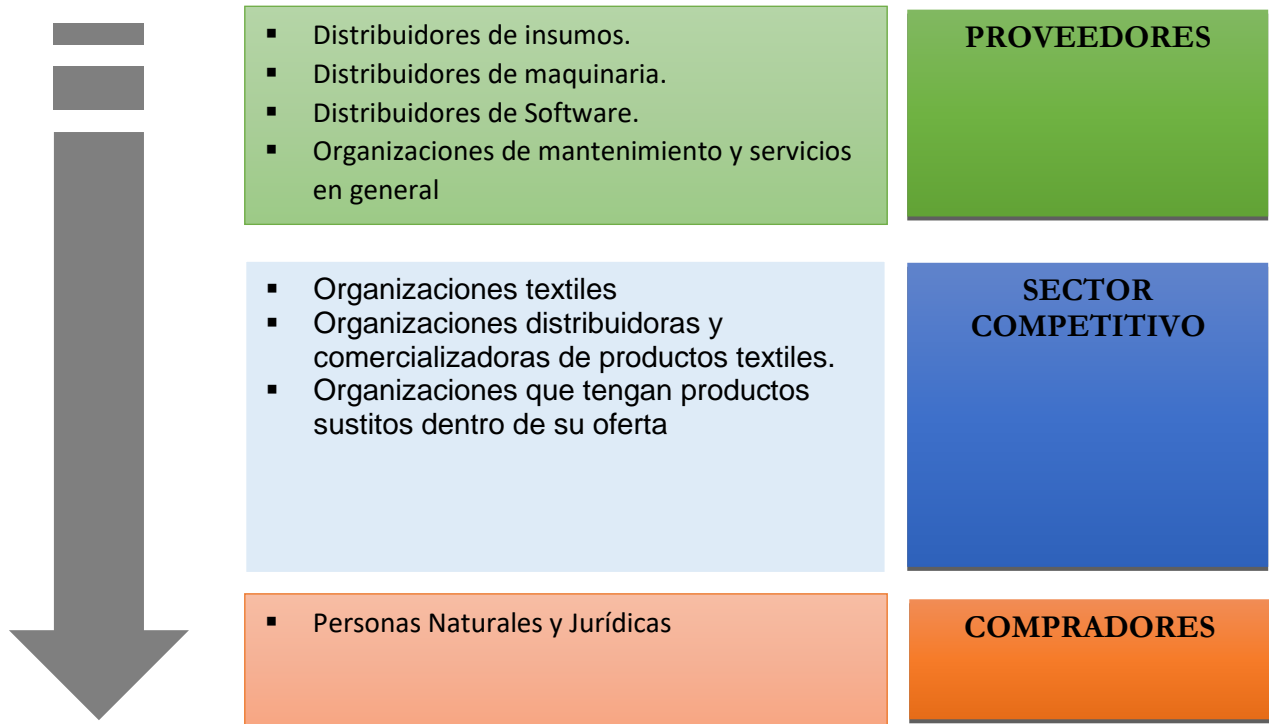 ▪ Distribuidores de insumos.
▪ Distribuidores de maquinaria.
▪ Distribuidores de Software.
▪ Organizaciones de mantenimiento y servicios
en general
PROVEEDORES
▪ Organizaciones textiles
▪ Organizaciones distribuidoras y
comercializadoras de productos textiles.
▪ Organizaciones que tengan productos
sustitos dentro de su oferta
SECTOR
COMPETITIVO
▪ Personas Naturales y Jurídicas
COMPRADORES